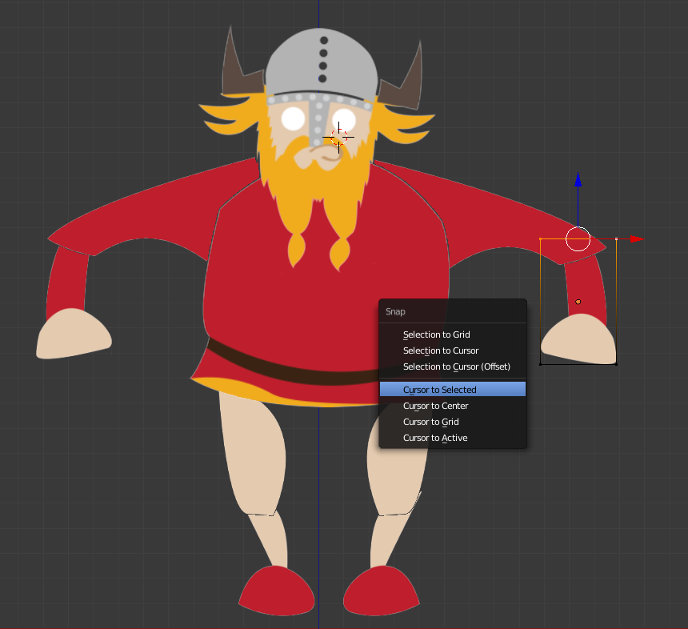 Snap
Selection to Grid
Selection to Cursor
Selection to Cursor (Offset)
Cursor to Selected
Cursor to Center
Cursor to Grid
Cursor to Active